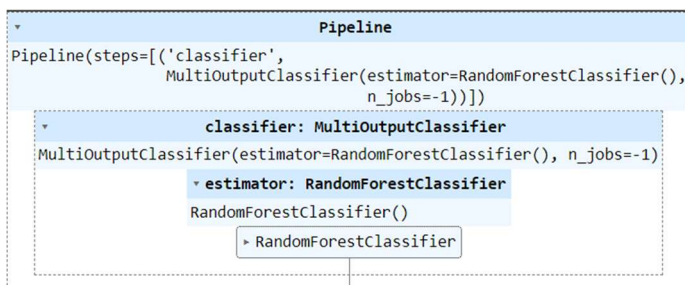 Pipeline
Pipeline(steps=[('classifier',
MultiOutputClassifier(estimator=RandomForestClassifier(),
n_jobs=-1))])
classifier: MultiOutputClassifier
MultiOutputClassifier(estimator=RandomForestClassifier(), n_jobs=-1)
estimator: RandomForestClassifier
RandomForestClassifier()
RandomForestClassifier